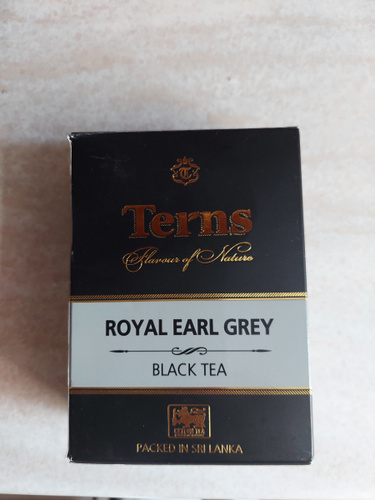 Terns
Flavour of Nature
ROYAL EARL GREY
BLACK TEA
PACKED IN SRI LANKA